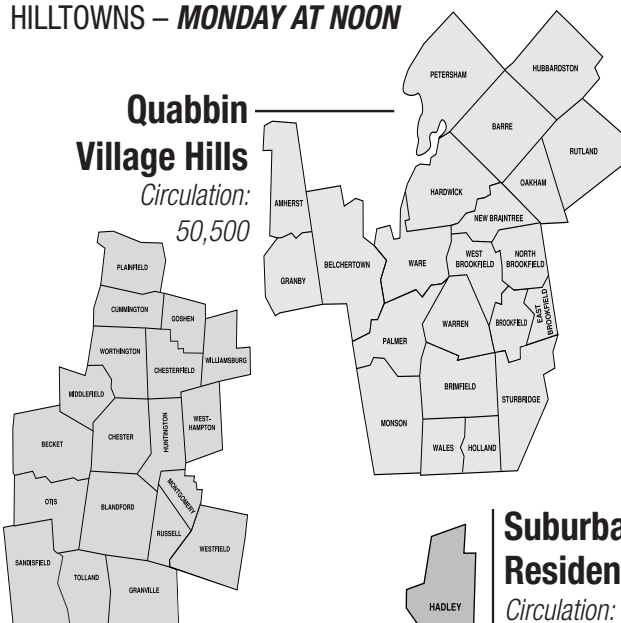 HILLTOWNS – MONDAY AT NOON
Quabbin
Village Hills
Circulation:
50,500
PETERSHAM
HUBBARDSTON
BARRE
RUTLAND
HARDWICK
OAKHAM
NEW BRAINTREE
AMHERST
GRANBY
BELCHERTOWN
WARE
WEST
BROOKFIELD
NORTH
BROOKFIELD
WARREN
BROOKFIELD
EAST
BROOKFIELD
PALMER
BRIMFIELD
STURBRIDGE
MONSON
WALES
HOLLAND
PLAINFIELD
CUMMINGTON
GOSHEN
WORTHINGTON
CHESTERFIELD
WILLIAMSBURG
MIDDLEFIELD
BECKET
CHESTER
HUNTINGTON
WEST-
HAMPTON
OTIS
BLANDFORD
MONTGOMERY
RUSSELL
WESTFIELD
SANDISFIELD
TOLLAND
GRANVILLE
Suburba
Residen
Circulation:
HADLEY